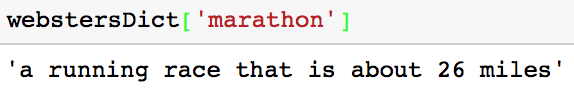 webstersDict['marathon']
'a running race that is about 26 miles'